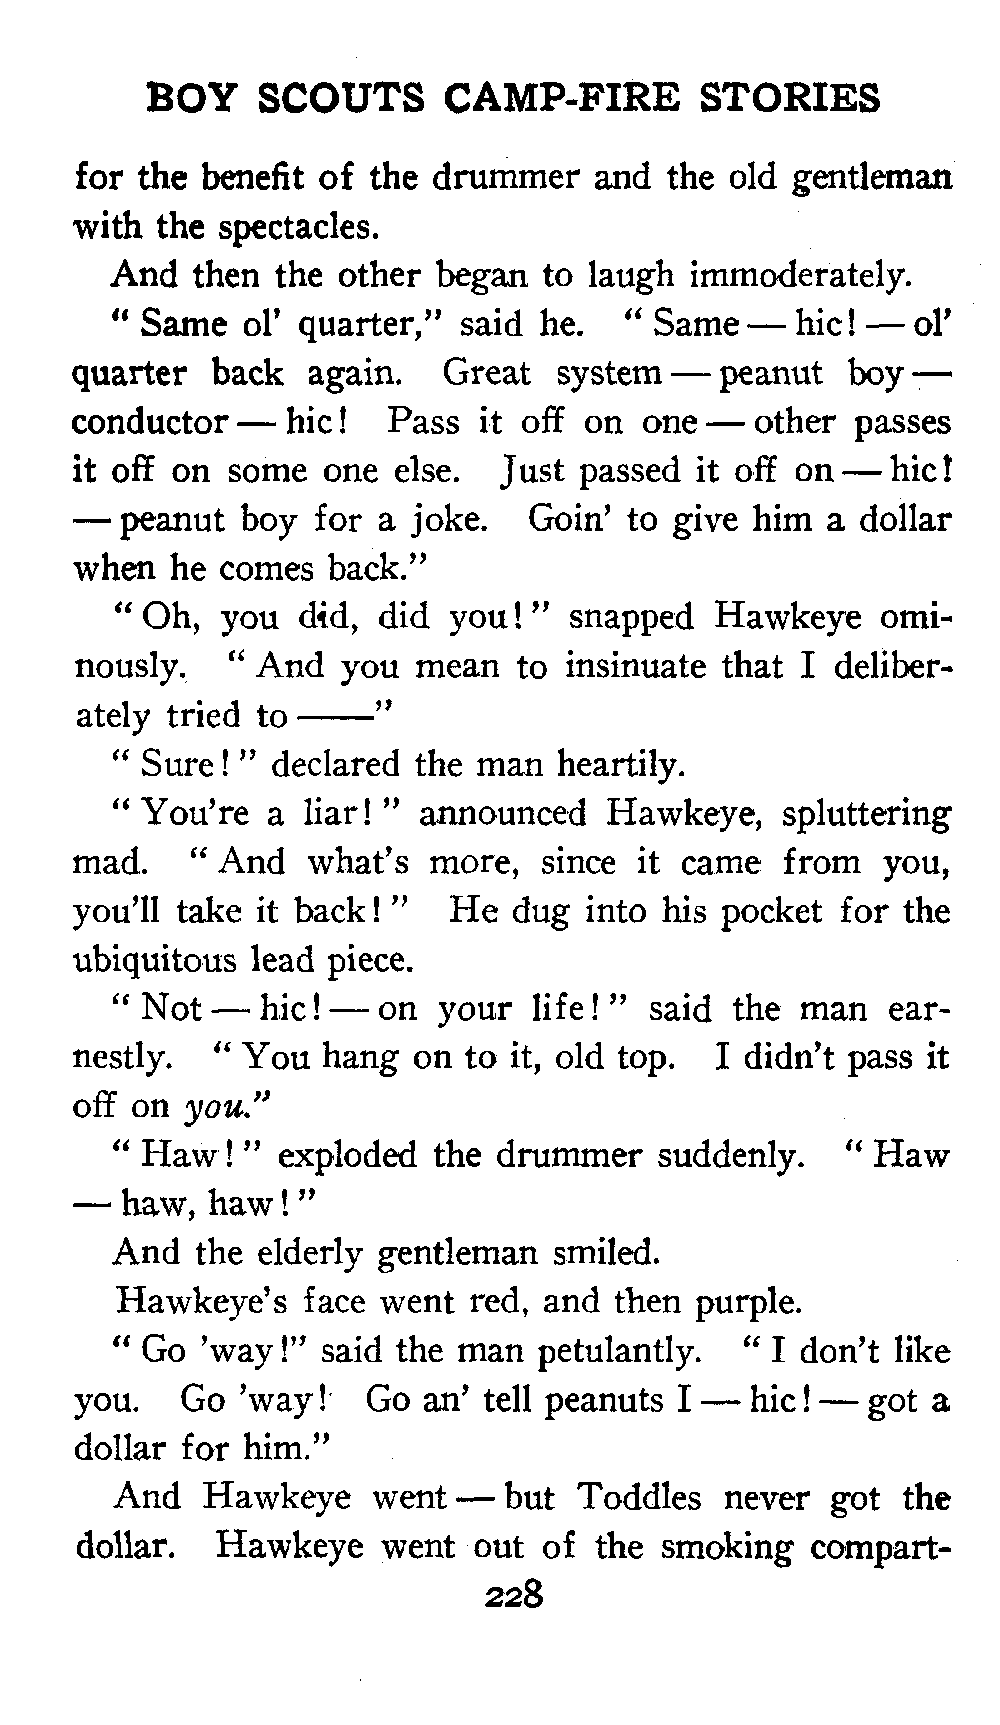 BOY SCOUTS CAMP-FIRE STORIES
for the benefit of the drummer and the old gentleman
with the spectacles.
And then the other began to laugh immoderately.
“ Same ol’ quarter,” said he. “ Same — hic! — ol’
quarter back again. Great system — peanut boy —
conductor — hic! Pass it off on one — other passes
it off on some one else. Just passed it off on — hic!
— peanut boy for a joke. Goin’ to give him a dollar
when he comes back.”
“ Oh, you did, did you! ” snapped Hawkeye omi-
nously. “ And you mean to insinuate that I deliber-
ately tried to ——”
“ Sure! ” declared the man heartily.
“ You’re a liar! ” announced Hawkeye, spluttering
mad. “ And what’s more, since it came from you,
you’ll take it back! ” He dug into his pocket for the
ubiquitous lead piece.
“ Not — hic! — on your life! ” said the man ear-
nestly. “ You hang on to it, old top. I didn’t pass it
off on you.”
“ Haw! ” exploded the drummer suddenly. “ Haw
— haw, haw! ”
And the elderly gentleman smiled.
Hawkeye’s face went red, and then purple.
“ Go ’way!” said the man petulantly. “ I don’t like
you. Go ’way! Go an’ tell peanuts I — hic! — got a
dollar for him.”
And Hawkeye went — but Toddles never got the
dollar. Hawkeye went out of the smoking compart-
228